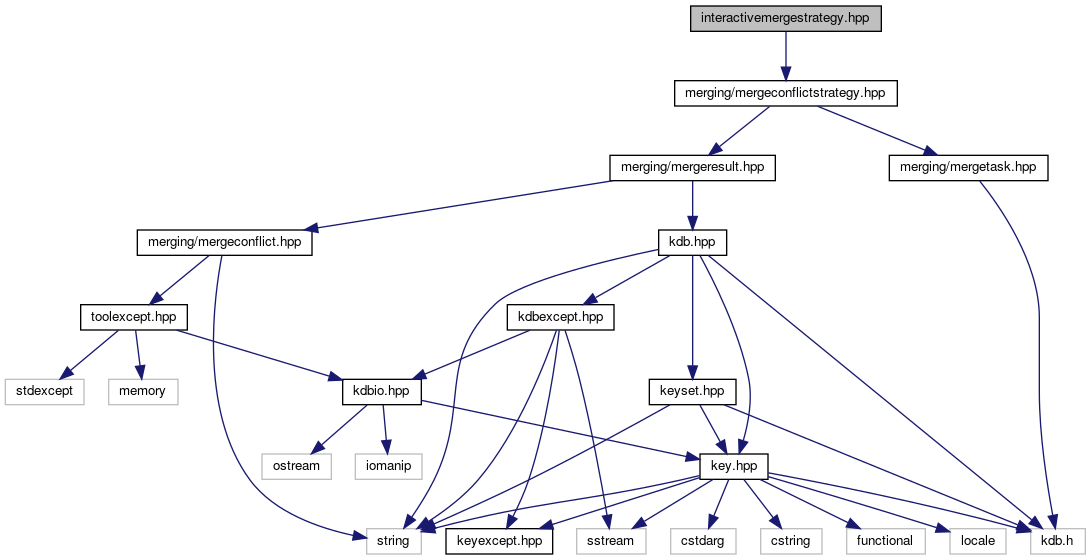 interactivemergestrategy.hpp
merging/mergeconflictstrategy.hpp
merging/mergeresult.hpp
merging/mergetask.hpp
merging/mergeconflict.hpp
kdb.hpp
toolexcept.hpp
kdbexcept.hpp
stdexcept
memory
kdbio.hpp
keyset.hpp
ostream
iomanip
key.hpp
string
keyexcept.hpp
sstream
cstdarg
cstring
functional
locale
kdb.h